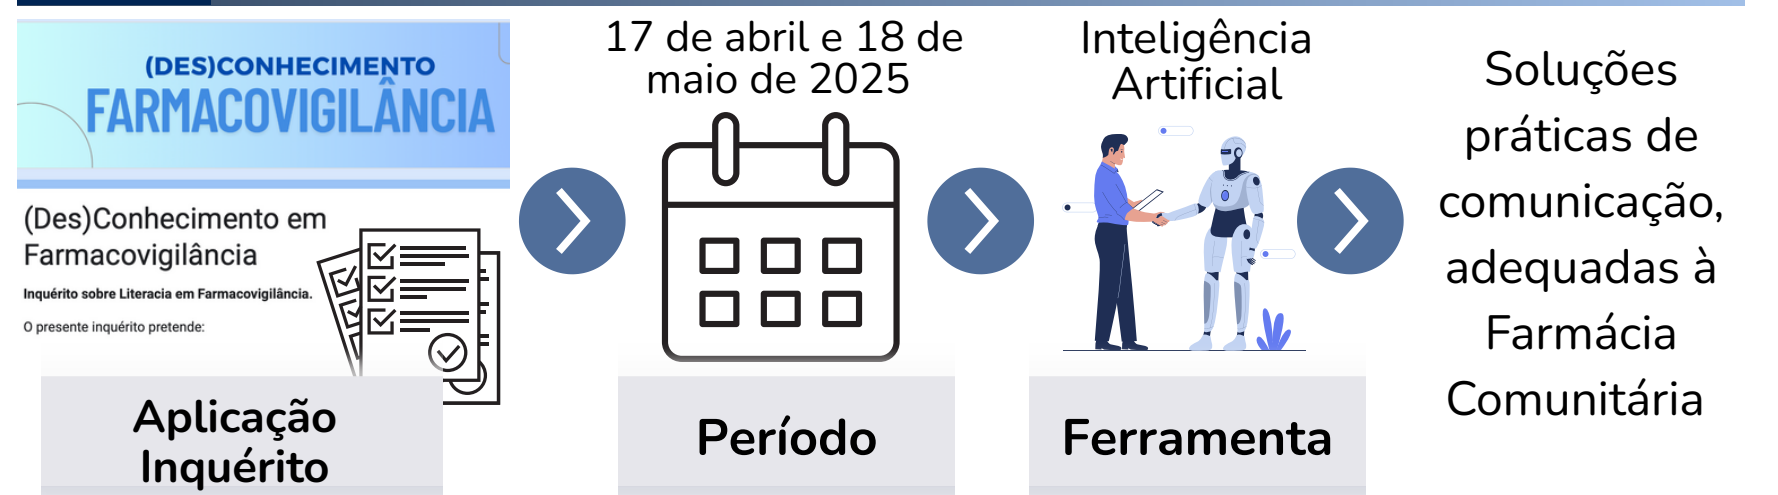 (DES)CONHECIMENTO
FARMACOVIGILÂNCIA
(Des)Conhecimento em
Farmacovigilância
Inquérito sobre Literacia em Farmacovigilância.
O presente inquérito pretende:
Aplicação
Inquérito
17 de abril e 18 de
maio de 2025
Período
Inteligência
Artificial
Ferramenta
Soluções
práticas de
comunicação,
adequadas à
Farmácia
Comunitária